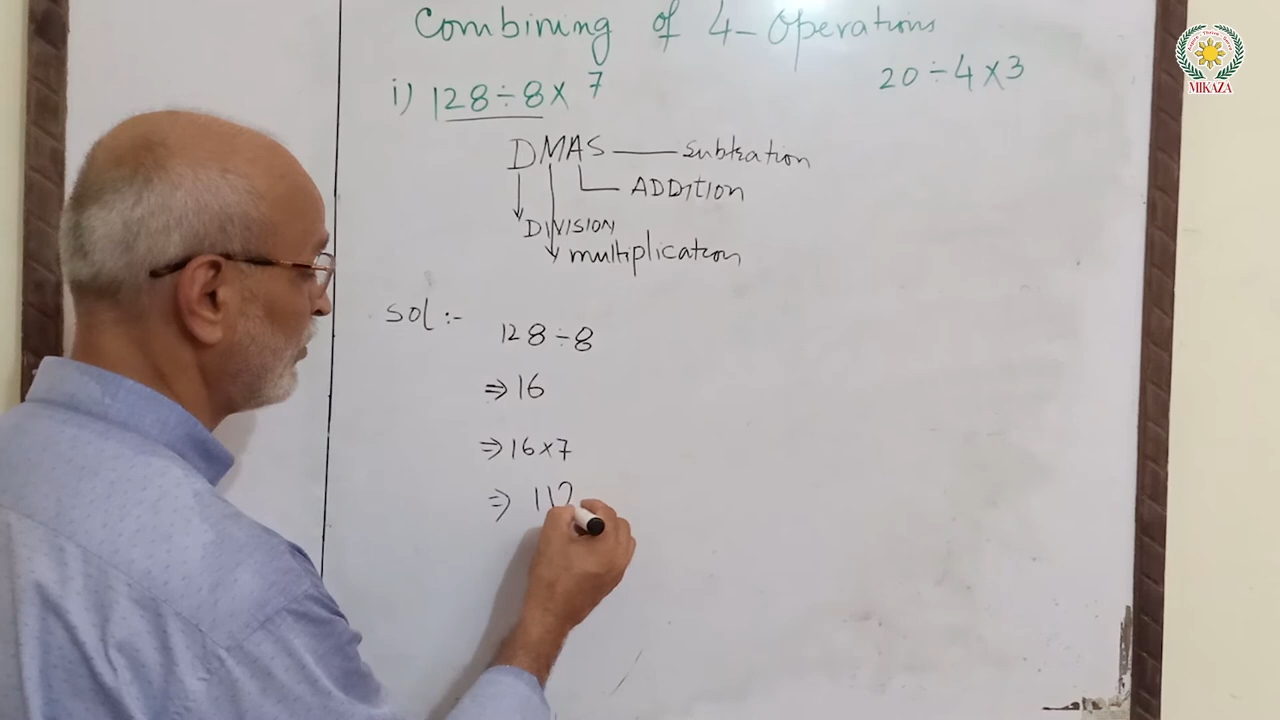 Combining of 4-Operations
i) 128÷8× 7
20÷4×3
DMAS
Subtration
ADDITION
DIVISION
multiplication
Sol:-
128÷8
⇒ 16
⇒ 16×7
⇒ 112
MIKAZA